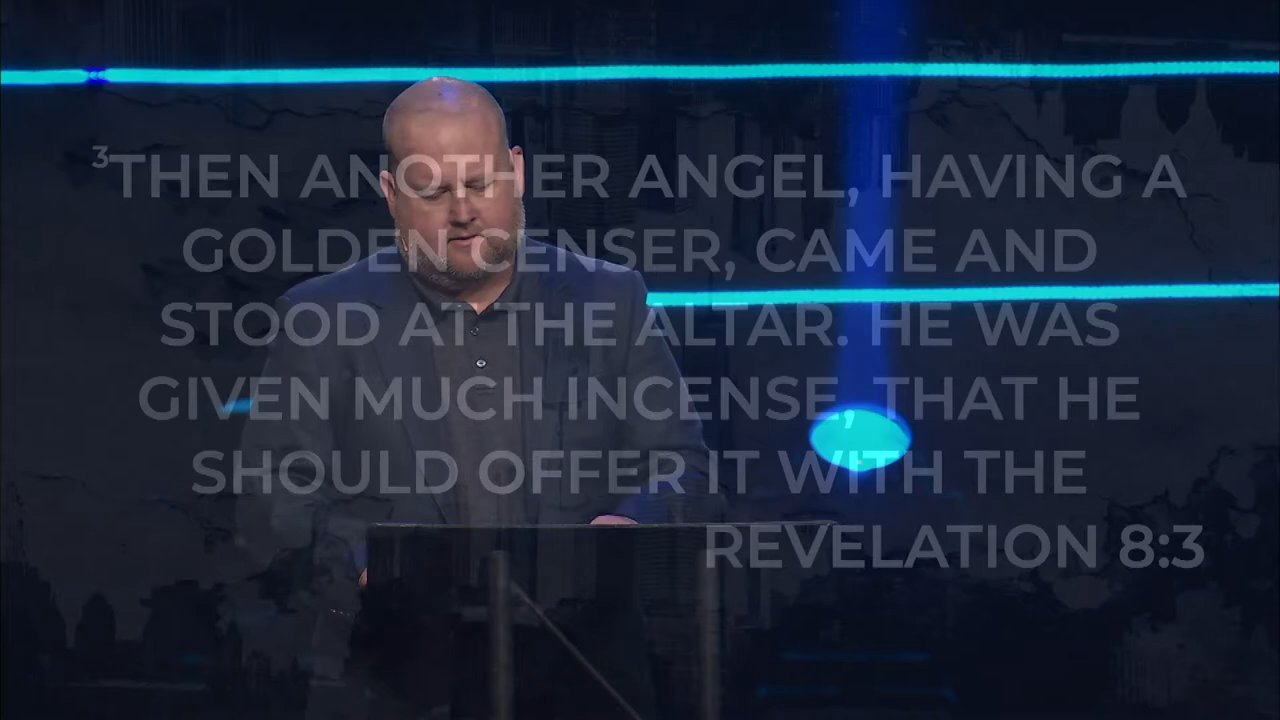 ³THEN ANOTHER ANGEL, HAVING A
GOLDEN CENSER, CAME AND
STOOD AT THE ALTAR. HE WAS
GIVEN MUCH INCENSE, THAT HE
SHOULD OFFER IT WITH THE
REVELATION 8:3